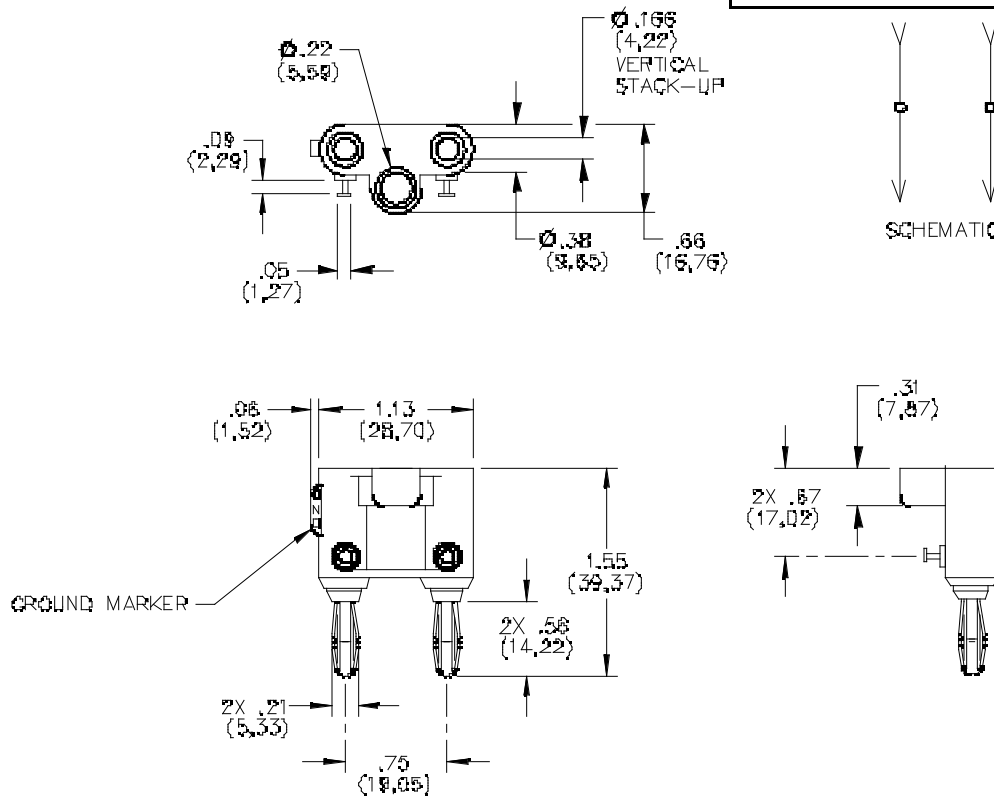 Ø.166
(4,22)
VERTICAL
STACK-UP
Ø.22
(5,59)
.09
(2,29)
Ø.38
(9,65)
.66
(16,76)
.05
(1,27)
SCHEMATIC
.06
(1,52)
1.13
(28,70)
N
GROUND MARKER
1.55
(39,37)
2X .56
(14,22)
2X .21
(5,33)
.75
(19,05)
.31
(7,87)
2X .67
(17,02)